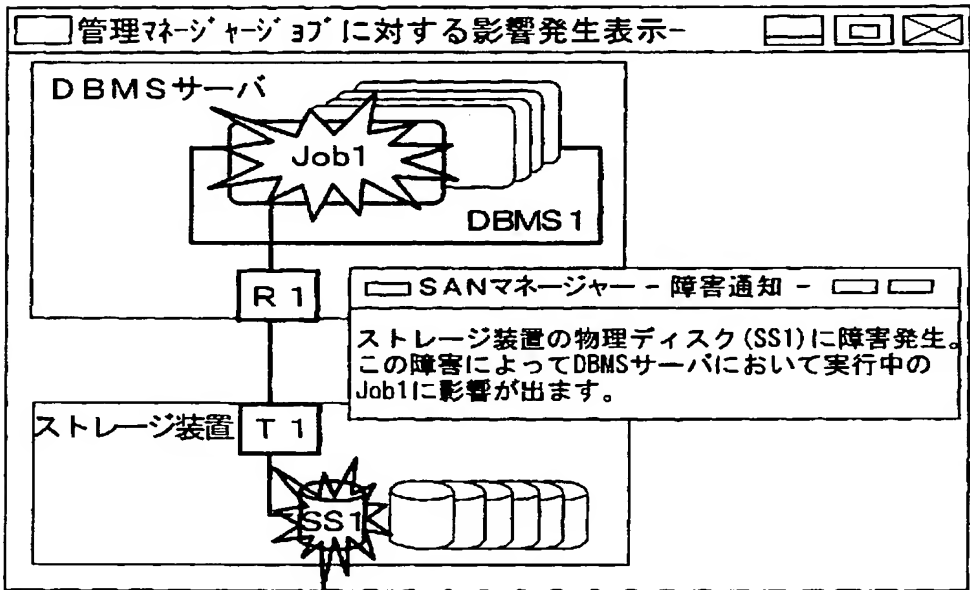 管理ﾏﾈｰｼﾞｬｰｼﾞｮﾌﾞに対する影響発生表示-
DBMSサーバ
Job1
DBMS1
R1
SANマネージャー - 障害通知 -
ストレージ装置の物理ディスク(SS1)に障害発生。
この障害によってDBMSサーバにおいて実行中の
Job1に影響が出ます。
ストレージ装置
T1
SS1